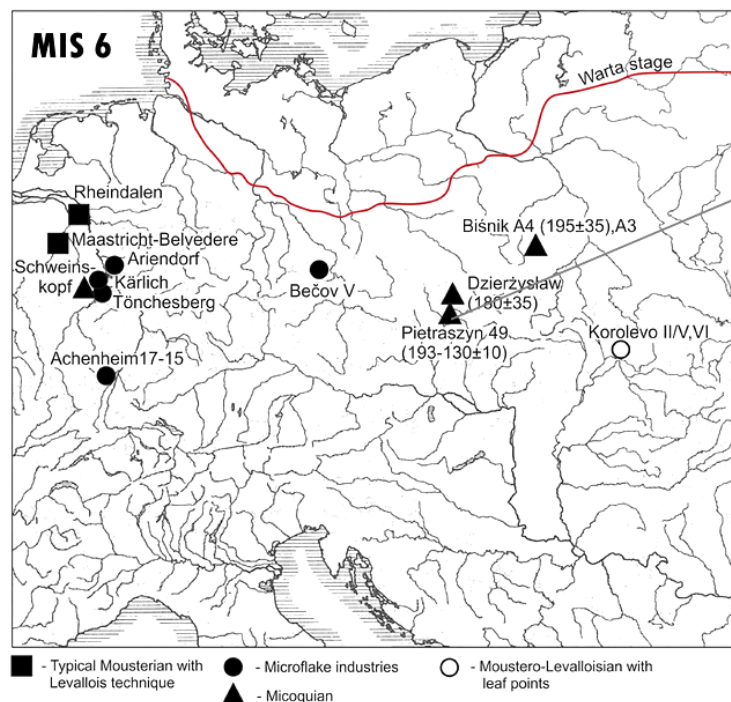 MIS 6
Warta stage
Rheindalen
Biśnik A4 (195±35),A3
Maastricht-Belvedere
Ariendorf
Schweins-
kopf
Kärlich
Tönchesberg
Bečov V
Dzierżysław
(180±35)
Pietraszyn 49
(193-130±10)
Korolevo II/V,VI
Achenheim17-15
- Typical Mousterian with
Levallois technique
- Microflake industries
- Micoquian
- Moustero-Levalloisian with
leaf points